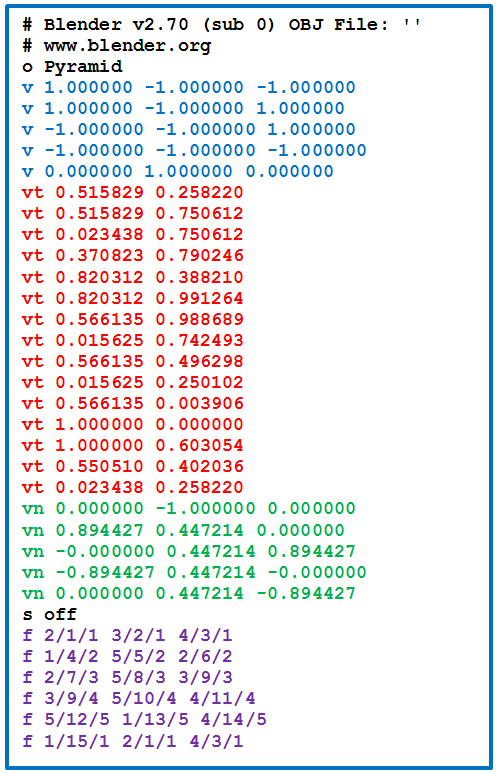 # Blender v2.70 (sub 0) OBJ File: ''
# www.blender.org
o Pyramid
v 1.000000 -1.000000 -1.000000
v 1.000000 -1.000000 1.000000
v -1.000000 -1.000000 1.000000
v -1.000000 -1.000000 -1.000000
v 0.000000 1.000000 0.000000
vt 0.515829 0.258220
vt 0.515829 0.750612
vt 0.023438 0.750612
vt 0.370823 0.790246
vt 0.820312 0.388210
vt 0.820312 0.991264
vt 0.566135 0.988689
vt 0.015625 0.742493
vt 0.566135 0.496298
vt 0.015625 0.250102
vt 0.566135 0.003906
vt 1.000000 0.000000
vt 1.000000 0.603054
vt 0.550510 0.402036
vt 0.023438 0.258220
vn 0.000000 -1.000000 0.000000
vn 0.894427 0.447214 0.000000
vn -0.000000 0.447214 0.894427
vn -0.894427 0.447214 -0.000000
vn 0.000000 0.447214 -0.894427
s off
f 2/1/1 3/2/1 4/3/1
f 1/4/2 5/5/2 2/6/2
f 2/7/3 5/8/3 3/9/3
f 3/9/4 5/10/4 4/11/4
f 5/12/5 1/13/5 4/14/5
f 1/15/1 2/1/1 4/3/1